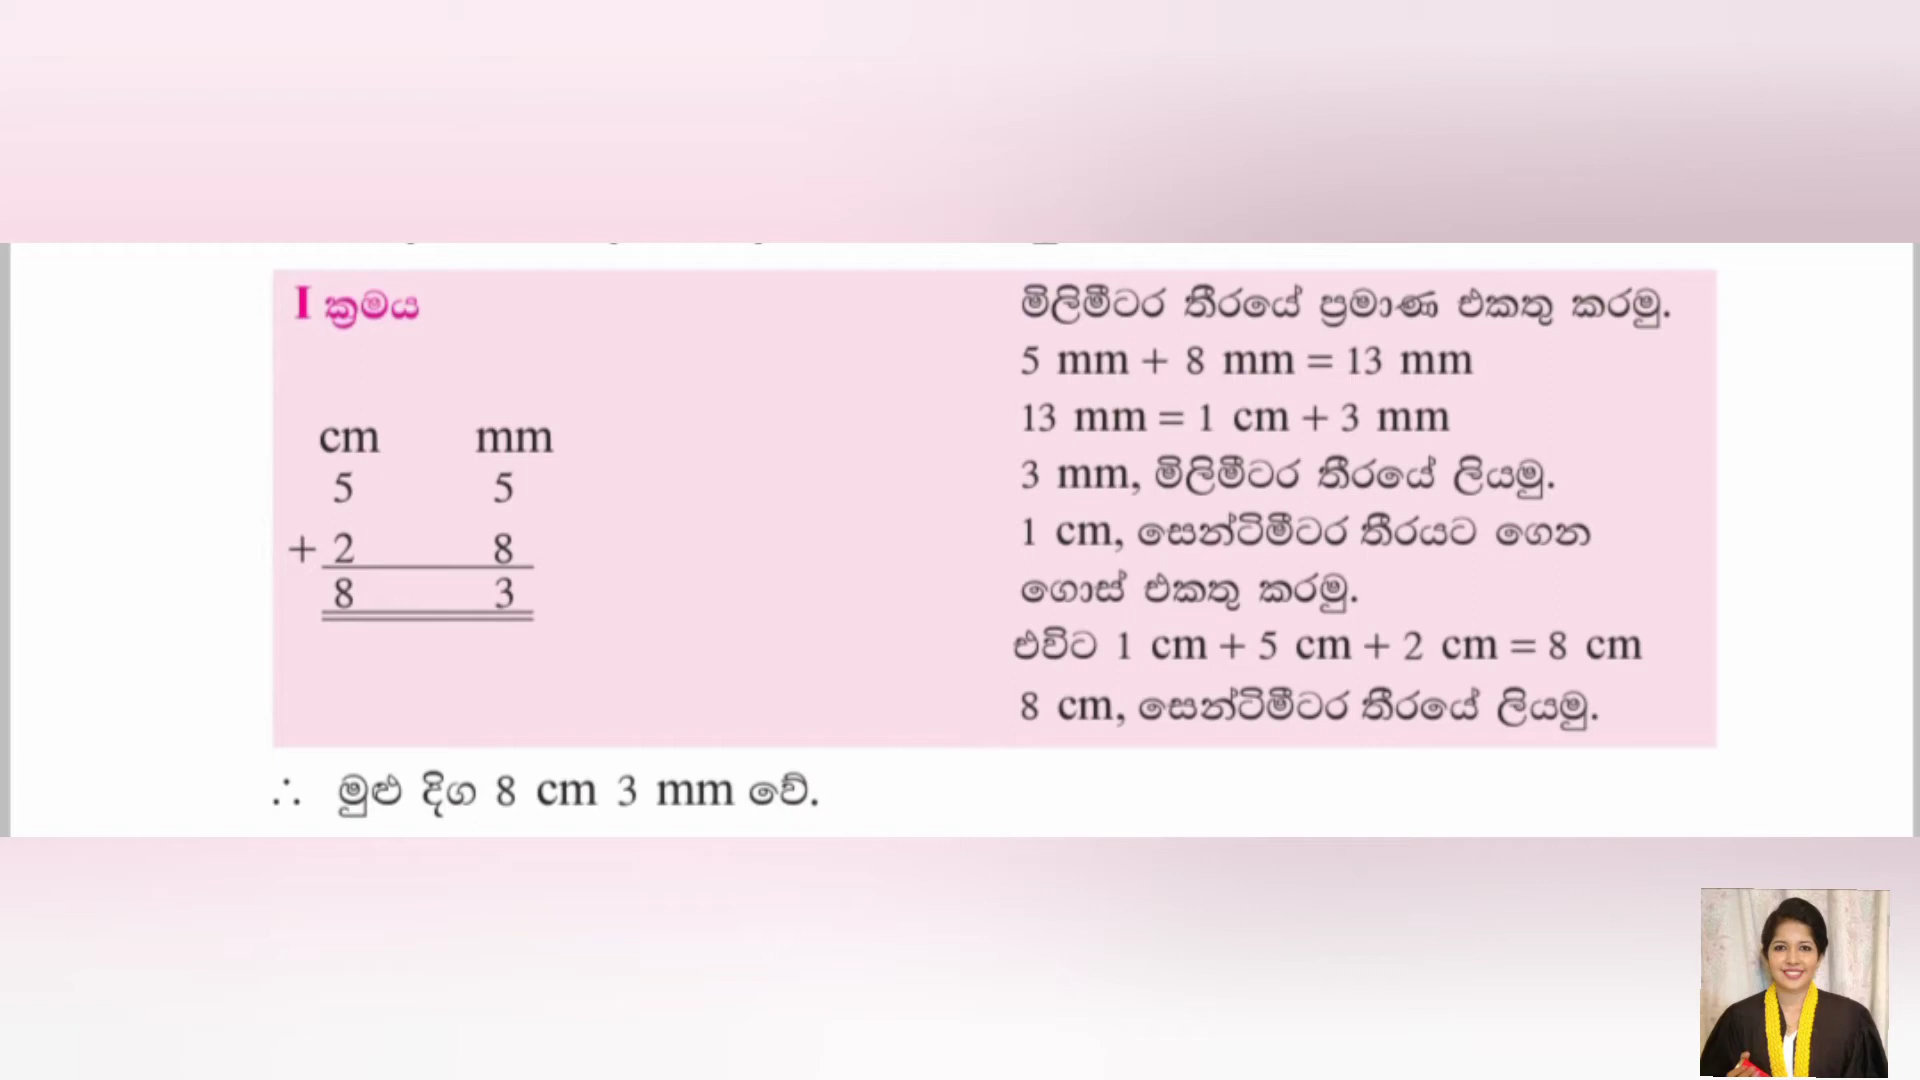 I ක්‍රමය
cm mm
5 5
+ 2 8
8 3
මිලිමීටර තීරයේ ප්‍රමාණ එකතු කරමු.
5 mm + 8 mm = 13 mm
13 mm = 1 cm + 3 mm
3 mm, මිලිමීටර තීරයේ ලියමු.
1 cm, සෙන්ටිමීටර තීරයට ගෙන
ගොස් එකතු කරමු.
එවිට 1 cm + 5 cm + 2 cm = 8 cm
8 cm, සෙන්ටිමීටර තීරයේ ලියමු.
∴ මුළු දිග 8 cm 3 mm වේ.